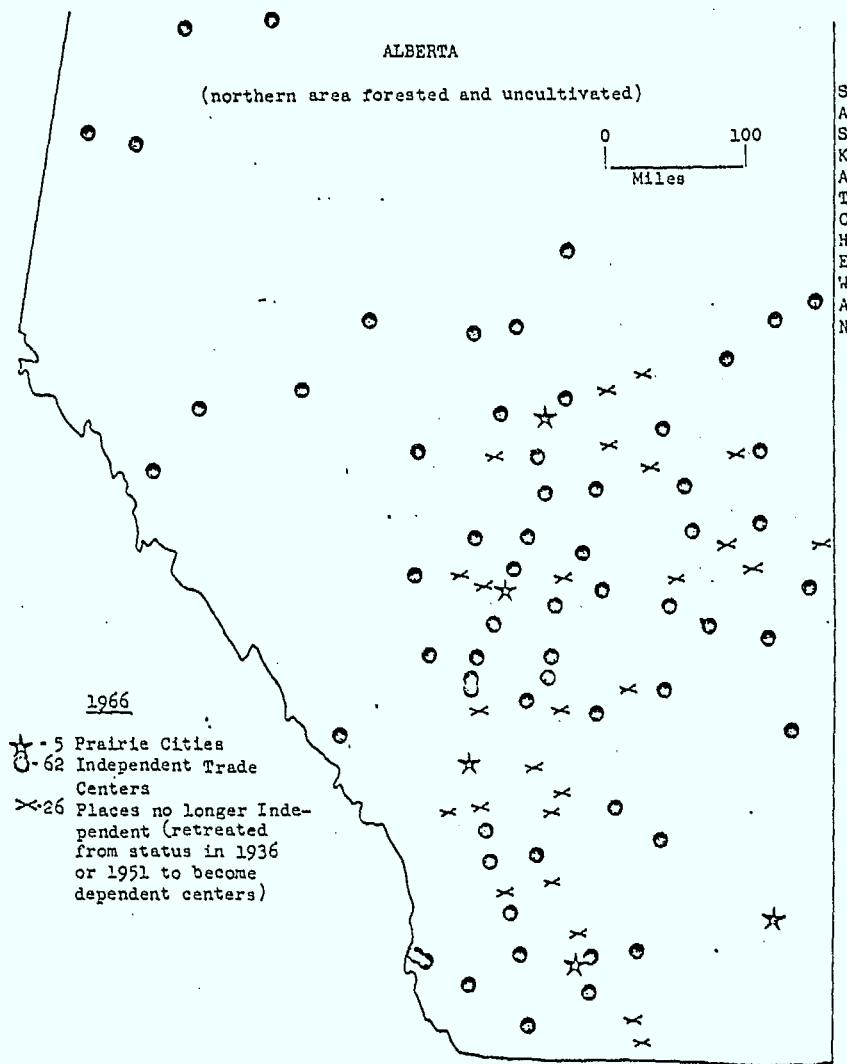 ALBERTA
(northern area forested and uncultivated)
0 100
Miles
SASKATCHEWAN
1966
- 5 Prairie Cities
- 62 Independent Trade
Centers
- 26 Places no longer Inde-
pendent (retreated
from status in 1936
or 1951 to become
dependent centers)